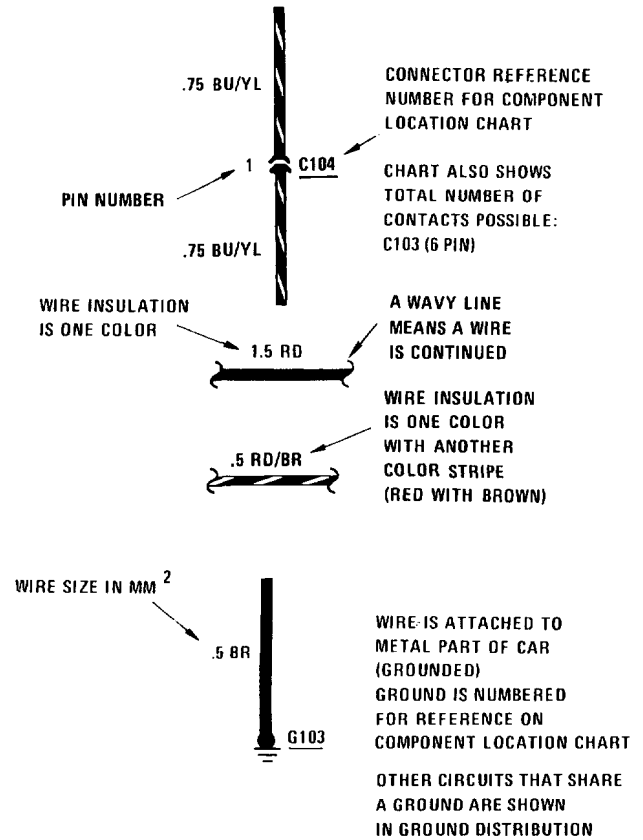 .75 BU/YL
CONNECTOR REFERENCE
NUMBER FOR COMPONENT
LOCATION CHART
1 C104
PIN NUMBER
CHART ALSO SHOWS
TOTAL NUMBER OF
CONTACTS POSSIBLE:
C103 (6 PIN)
.75 BU/YL
WIRE INSULATION
IS ONE COLOR
1.5 RD
A WAVY LINE
MEANS A WIRE
IS CONTINUED
.5 RD/BR
WIRE INSULATION
IS ONE COLOR
WITH ANOTHER
COLOR STRIPE
(RED WITH BROWN)
WIRE SIZE IN MM 2
.5 BR
G103
WIRE IS ATTACHED TO
METAL PART OF CAR
(GROUNDED)
GROUND IS NUMBERED
FOR REFERENCE ON
COMPONENT LOCATION CHART
OTHER CIRCUITS THAT SHARE
A GROUND ARE SHOWN
IN GROUND DISTRIBUTION